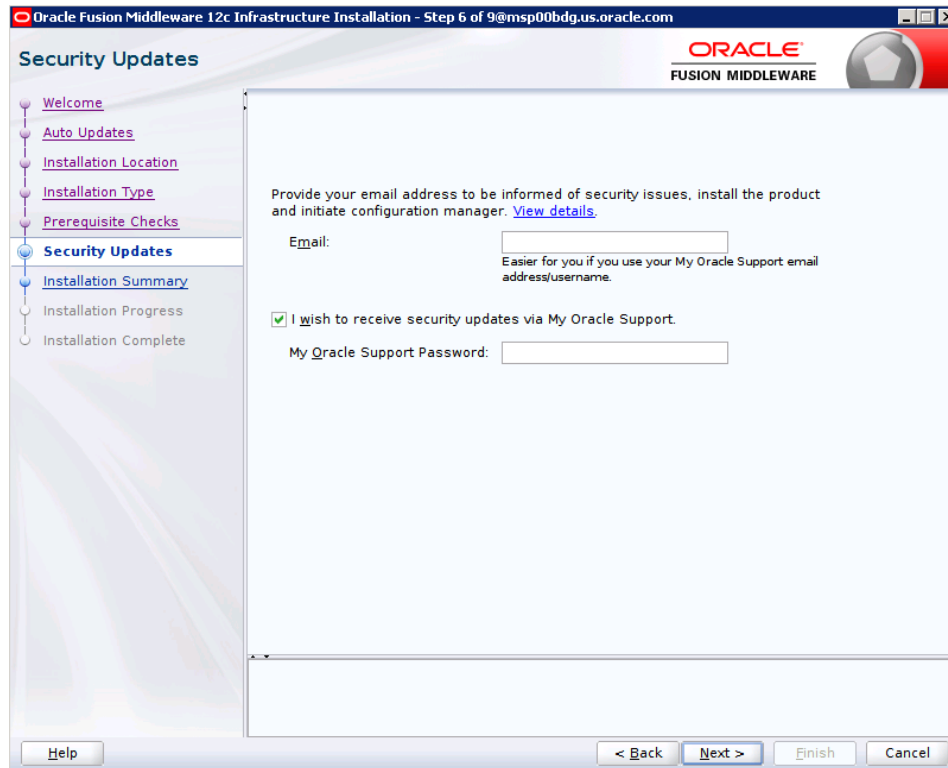 Oracle Fusion Middleware 12c Infrastructure Installation - Step 6 of 9@msp00bdg.us.oracle.com
Security Updates
ORACLE
FUSION MIDDLEWARE
Welcome
Auto Updates
Installation Location
Installation Type
Prerequisite Checks
Security Updates
Installation Summary
Installation Progress
Installation Complete
Provide your email address to be informed of security issues, install the product
and initiate configuration manager. View details.
Email:
Easier for you if you use your My Oracle Support email
address/username.
I wish to receive security updates via My Oracle Support.
My Oracle Support Password:
Help
< Back
Next >
Finish
Cancel